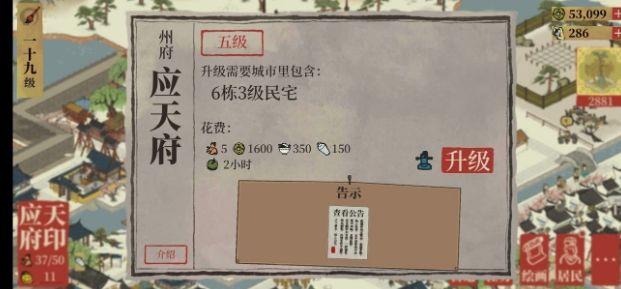 一十九级
53,099
286
2881
州府
应天府
五级
升级需要城市里包含：
6栋3级民宅
花费：
5 1600 350 150
2小时
升级
告示
查看公告
介绍
应天府印
37/50
11
绘画
居民